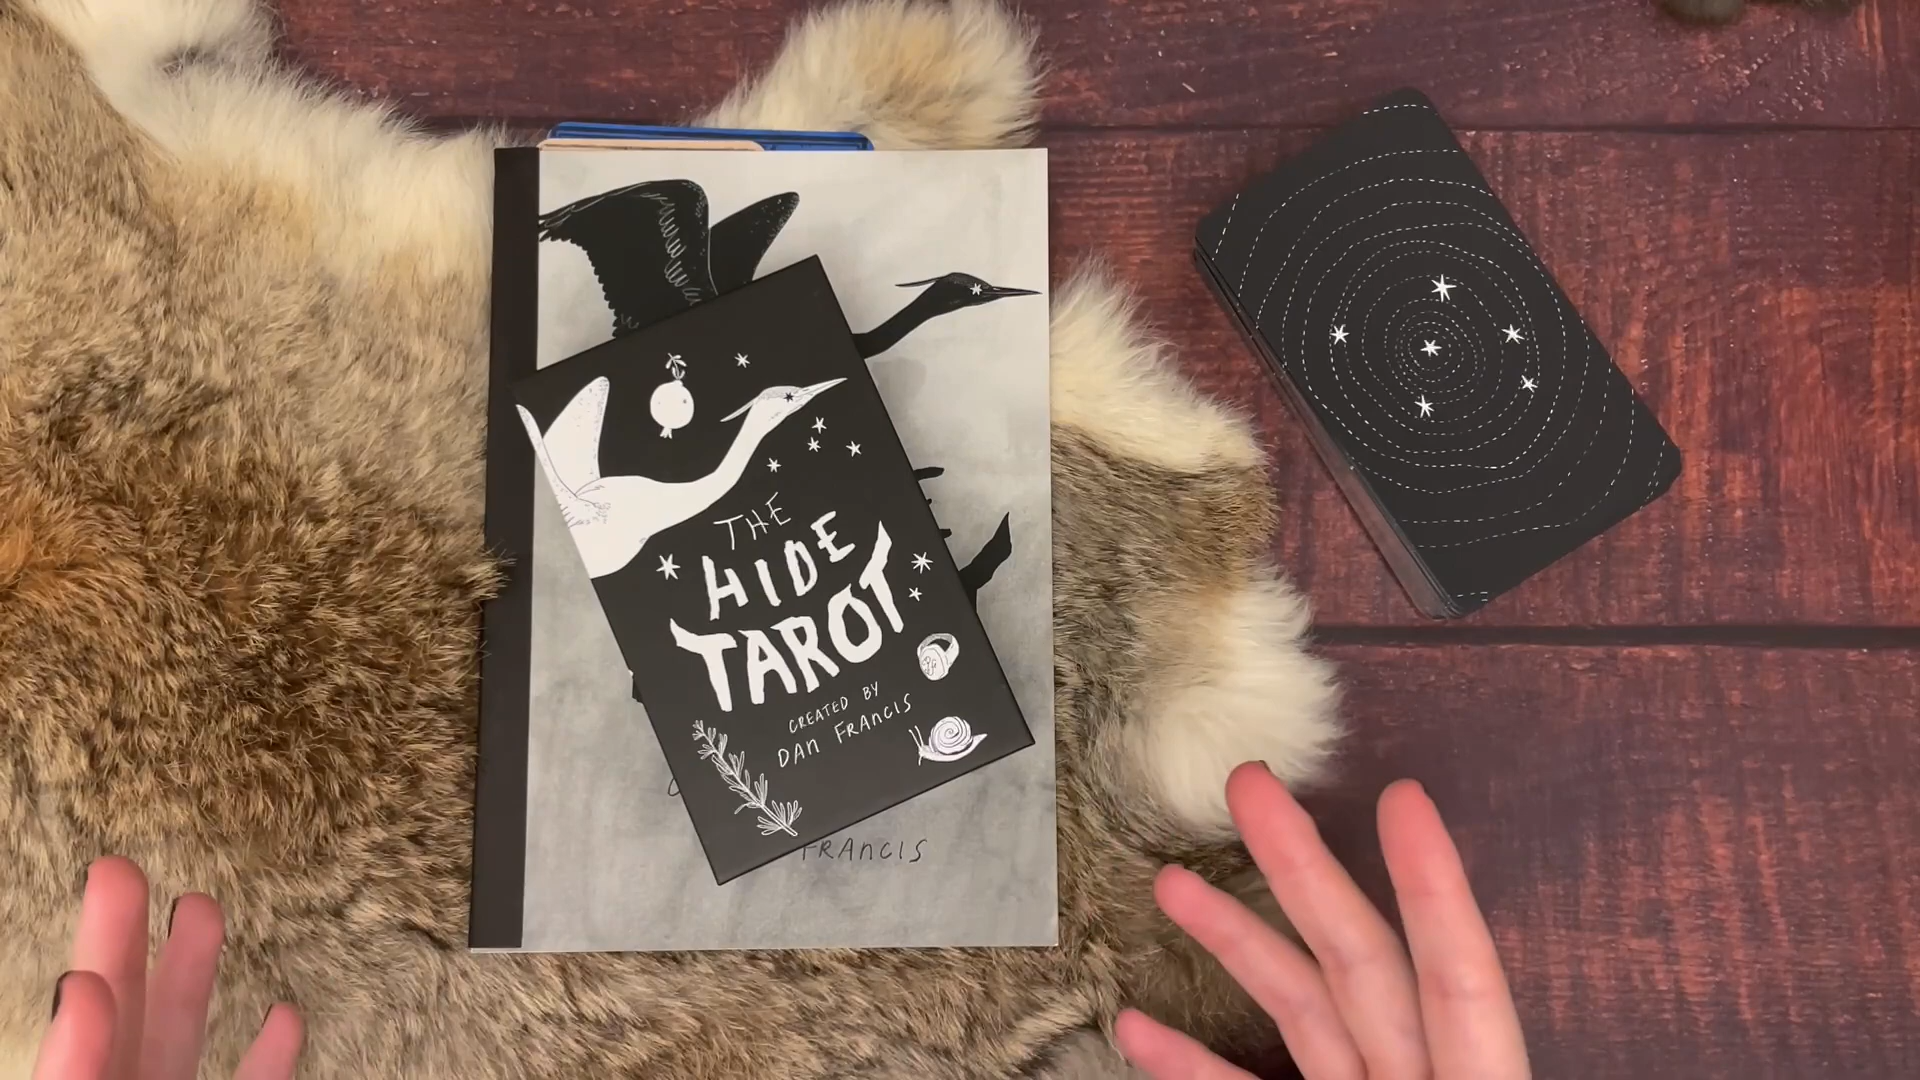 THE
HIDE
TAROT
CREATED BY
DAN FRANCIS
FRANCIS